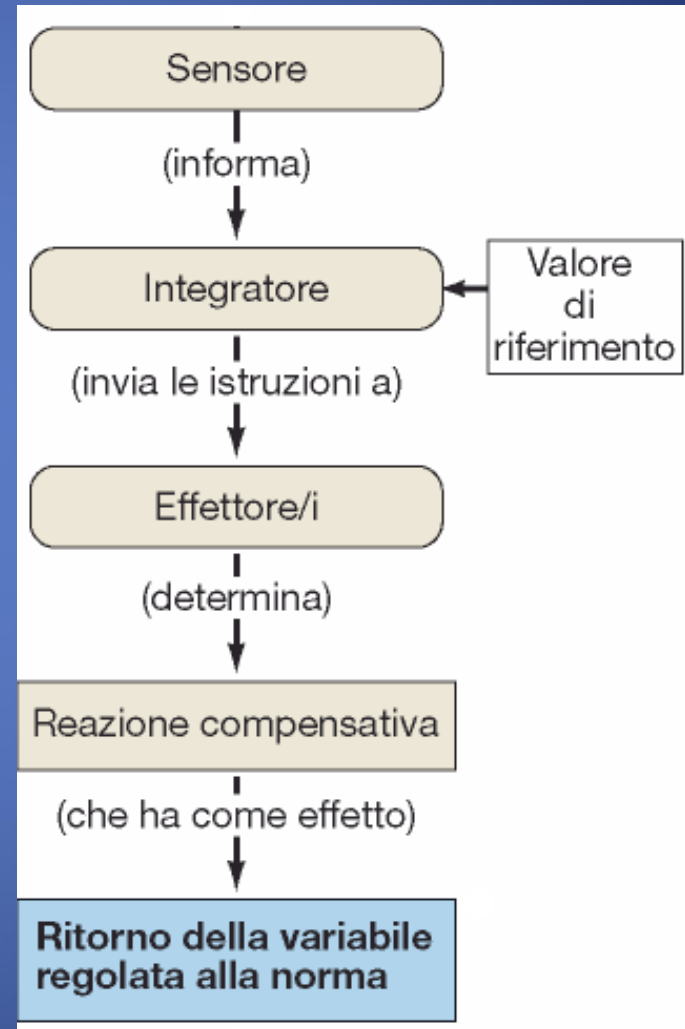 Sensore
(informa)
Integratore
Valore
di
riferimento
(invia le istruzioni a)
Effettore/i
(determina)
Reazione compensativa
(che ha come effetto)
Ritorno della variabile
regolata alla norma